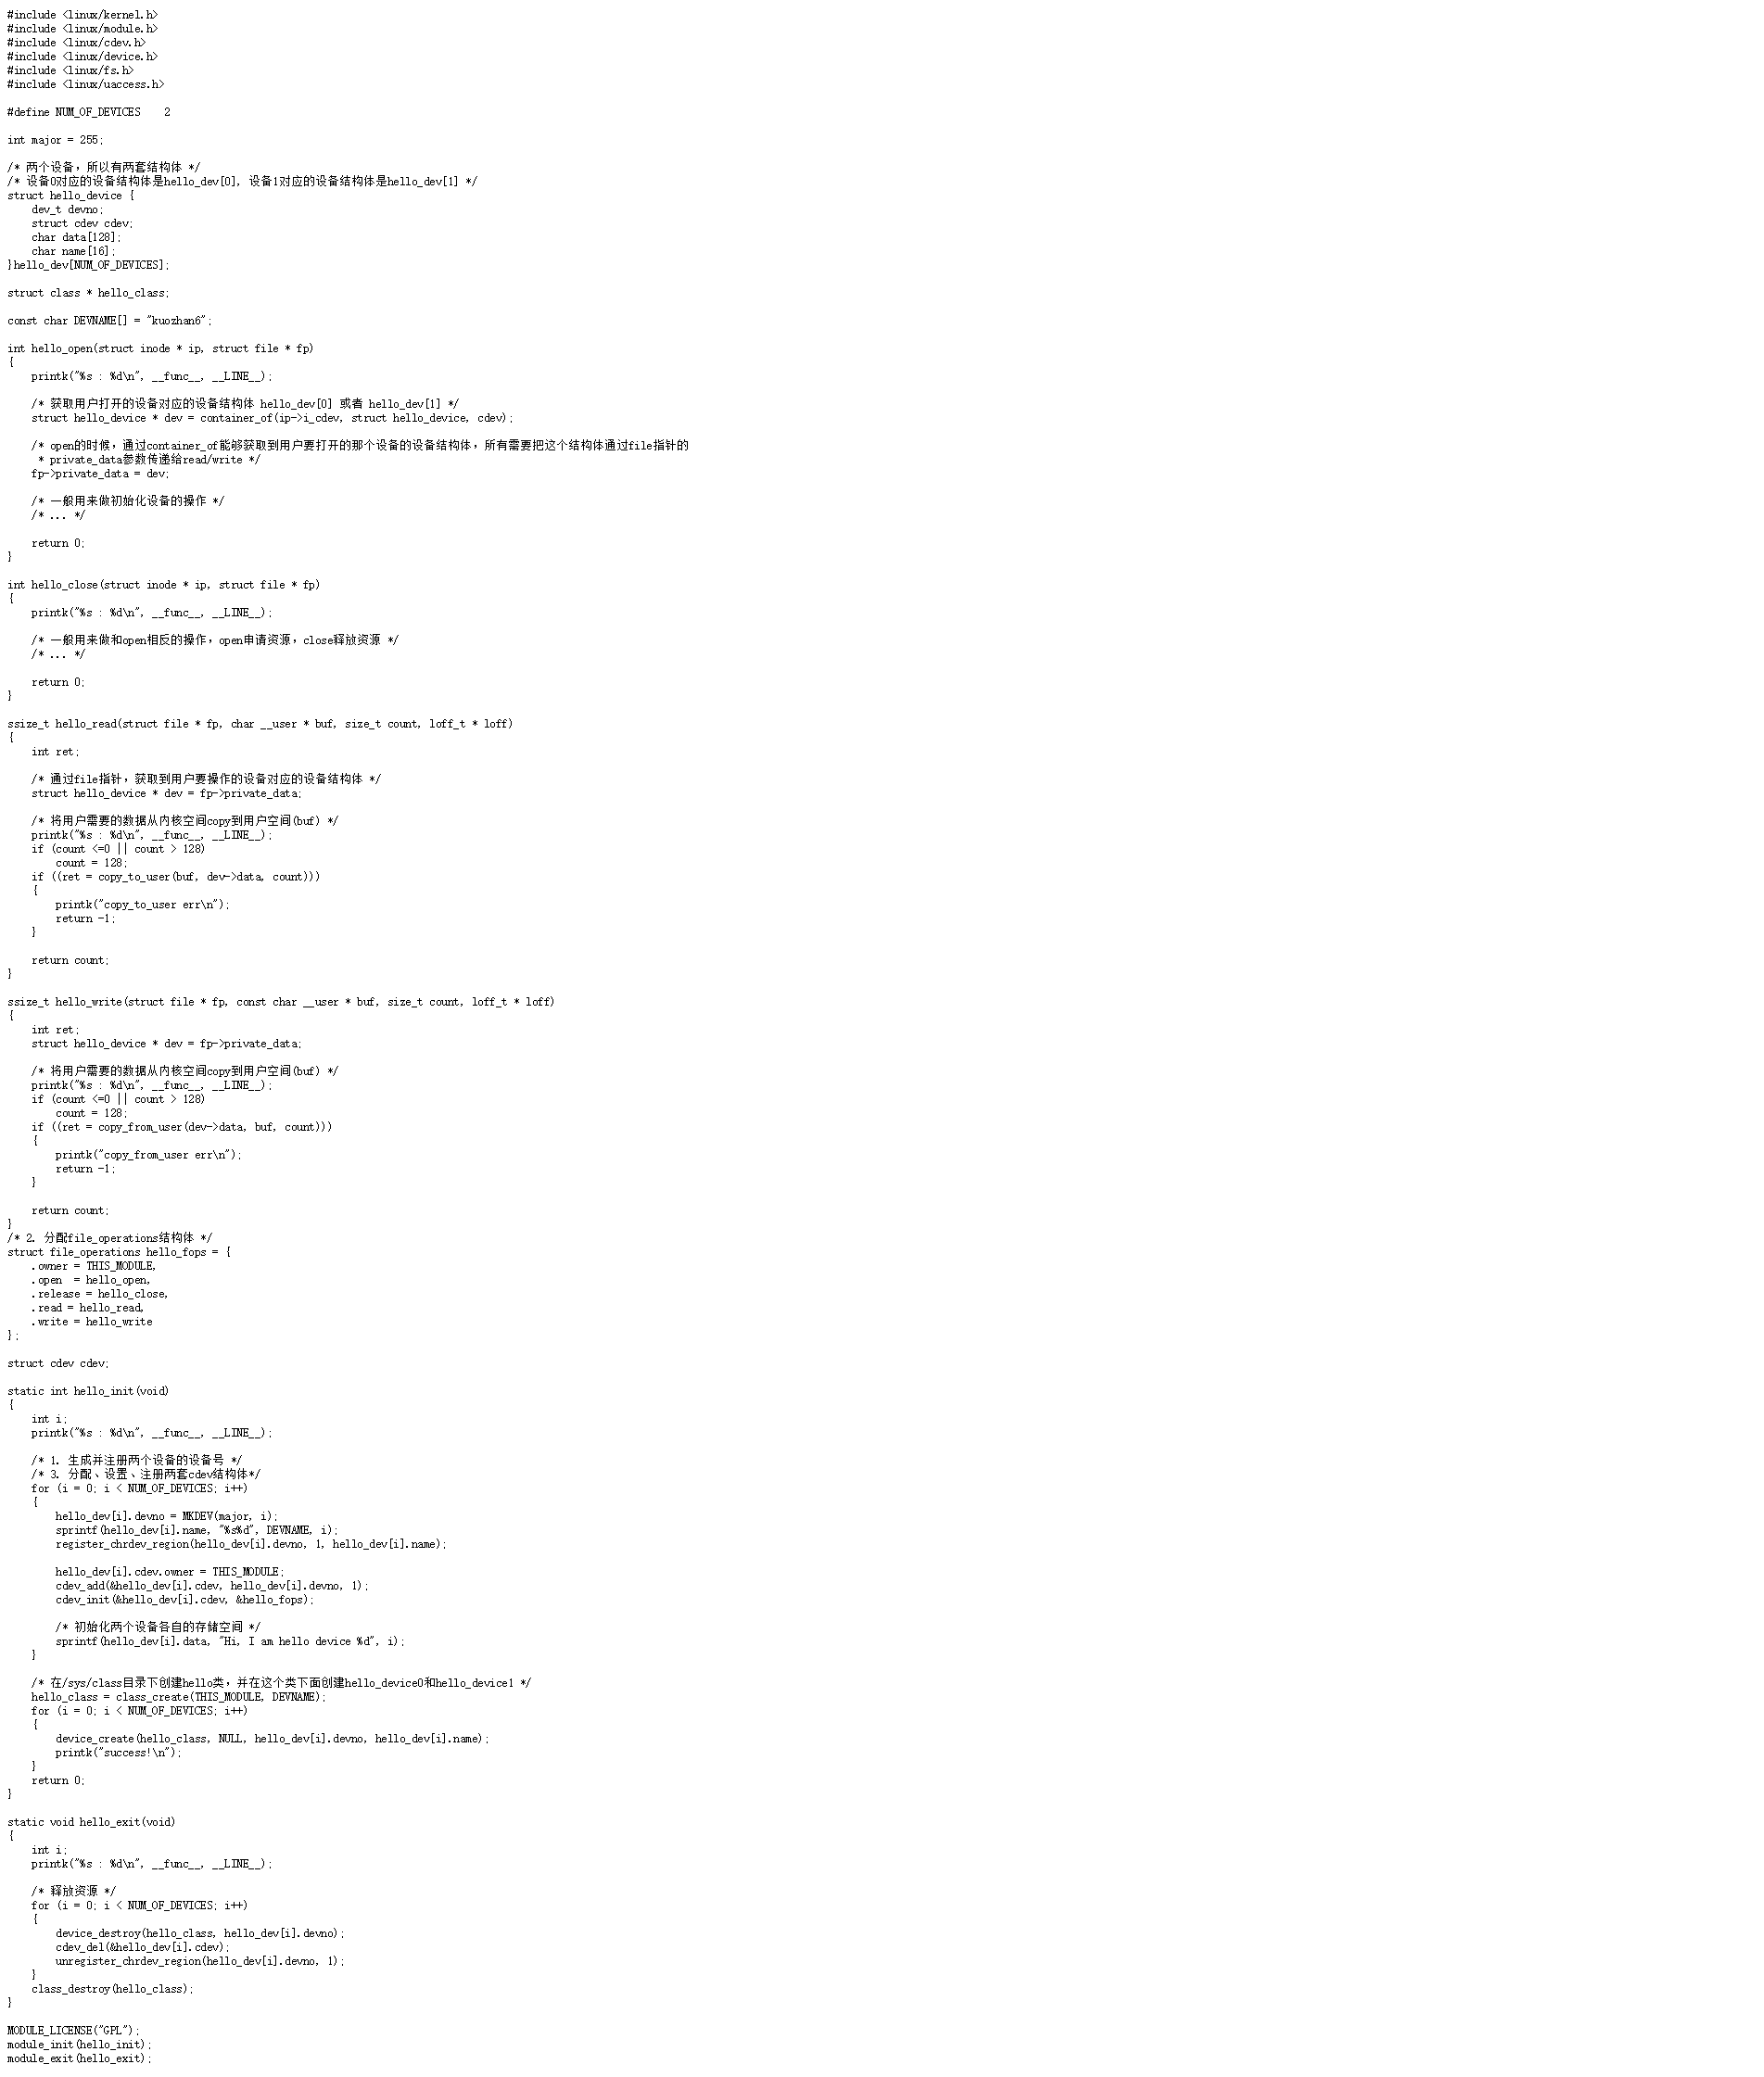 #include <linux/kernel.h>
#include <linux/module.h>
#include <linux/cdev.h>
#include <linux/device.h>
#include <linux/fs.h>
#include <linux/uaccess.h>

#define NUM_OF_DEVICES    2

int major = 255;

/* 两个设备，所以有两套结构体 */
/* 设备0对应的设备结构体是hello_dev[0], 设备1对应的设备结构体是hello_dev[1] */
struct hello_device {
    dev_t devno;
    struct cdev cdev;
    char data[128];
    char name[16];
}hello_dev[NUM_OF_DEVICES];

struct class * hello_class;

const char DEVNAME[] = "kuozhan6";

int hello_open(struct inode * ip, struct file * fp)
{
    printk("%s : %d\n", __func__, __LINE__);

    /* 获取用户打开的设备对应的设备结构体 hello_dev[0] 或者 hello_dev[1] */
    struct hello_device * dev = container_of(ip->i_cdev, struct hello_device, cdev);

    /* open的时候，通过container_of能够获取到用户要打开的那个设备的设备结构体，所有需要把这个结构体通过file指针的
     * private_data参数传递给read/write */
    fp->private_data = dev;

    /* 一般用来做初始化设备的操作 */
    /* ... */

    return 0;
}

int hello_close(struct inode * ip, struct file * fp)
{
    printk("%s : %d\n", __func__, __LINE__);

    /* 一般用来做和open相反的操作，open申请资源，close释放资源 */
    /* ... */

    return 0;
}

ssize_t hello_read(struct file * fp, char __user * buf, size_t count, loff_t * loff)
{
    int ret;

    /* 通过file指针，获取到用户要操作的设备对应的设备结构体 */
    struct hello_device * dev = fp->private_data;

    /* 将用户需要的数据从内核空间copy到用户空间(buf) */
    printk("%s : %d\n", __func__, __LINE__);
    if (count <=0 || count > 128)
        count = 128;
    if ((ret = copy_to_user(buf, dev->data, count)))
    {
        printk("copy_to_user err\n");
        return -1;
    }

    return count;
}

ssize_t hello_write(struct file * fp, const char __user * buf, size_t count, loff_t * loff)
{
    int ret;
    struct hello_device * dev = fp->private_data;

    /* 将用户需要的数据从内核空间copy到用户空间(buf) */
    printk("%s : %d\n", __func__, __LINE__);
    if (count <=0 || count > 128)
        count = 128;
    if ((ret = copy_from_user(dev->data, buf, count)))
    {
        printk("copy_from_user err\n");
        return -1;
    }

    return count;
}
/* 2. 分配file_operations结构体 */
struct file_operations hello_fops = {
    .owner = THIS_MODULE,
    .open  = hello_open,
    .release = hello_close,
    .read = hello_read,
    .write = hello_write
};

struct cdev cdev;

static int hello_init(void)
{
    int i;
    printk("%s : %d\n", __func__, __LINE__);

    /* 1. 生成并注册两个设备的设备号 */
    /* 3. 分配、设置、注册两套cdev结构体*/
    for (i = 0; i < NUM_OF_DEVICES; i++)
    {
        hello_dev[i].devno = MKDEV(major, i);
        sprintf(hello_dev[i].name, "%s%d", DEVNAME, i);
        register_chrdev_region(hello_dev[i].devno, 1, hello_dev[i].name);

        hello_dev[i].cdev.owner = THIS_MODULE;
        cdev_add(&hello_dev[i].cdev, hello_dev[i].devno, 1);
        cdev_init(&hello_dev[i].cdev, &hello_fops);

        /* 初始化两个设备各自的存储空间 */
        sprintf(hello_dev[i].data, "Hi, I am hello device %d", i);
    }

    /* 在/sys/class目录下创建hello类，并在这个类下面创建hello_device0和hello_device1 */
    hello_class = class_create(THIS_MODULE, DEVNAME);
    for (i = 0; i < NUM_OF_DEVICES; i++)
    {
        device_create(hello_class, NULL, hello_dev[i].devno, hello_dev[i].name);
        printk("success!\n");
    }
    return 0;
}

static void hello_exit(void)
{
    int i;
    printk("%s : %d\n", __func__, __LINE__);

    /* 释放资源 */
    for (i = 0; i < NUM_OF_DEVICES; i++)
    {
        device_destroy(hello_class, hello_dev[i].devno);
        cdev_del(&hello_dev[i].cdev);
        unregister_chrdev_region(hello_dev[i].devno, 1);
    }
    class_destroy(hello_class);
}

MODULE_LICENSE("GPL");
module_init(hello_init);
module_exit(hello_exit);